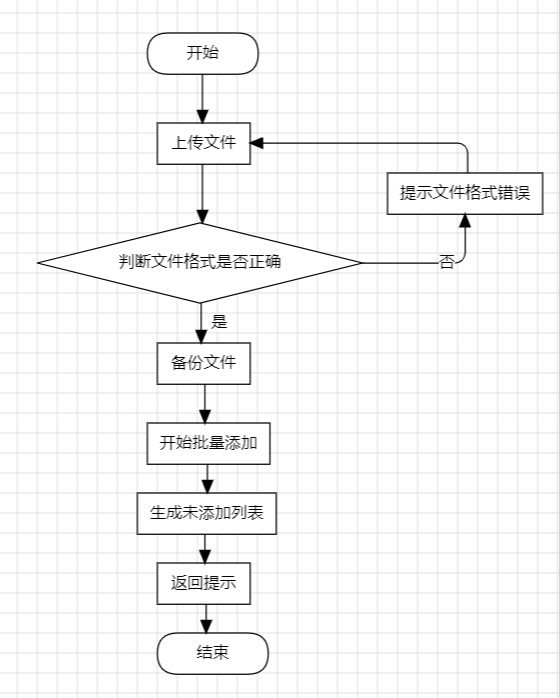 开始
上传文件
提示文件格式错误
判断文件格式是否正确
否
是
备份文件
开始批量添加
生成未添加列表
返回提示
结束